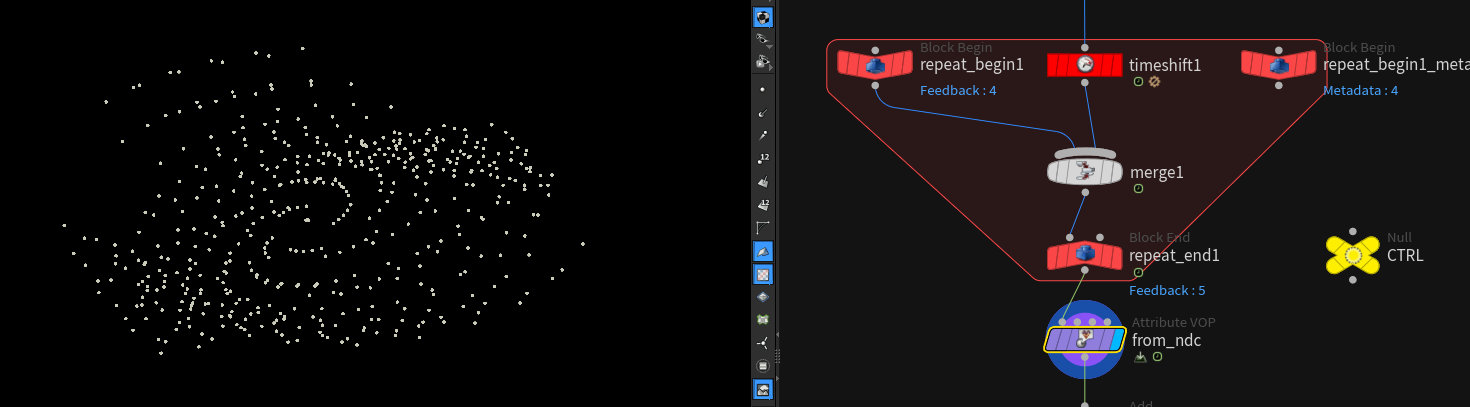 Block Begin
repeat_begin1
Feedback : 4
timeshift1
Block Begin
repeat_begin1_meta
Metadata : 4
12
12
merge1
Block End
repeat_end1
Feedback : 5
Null
CTRL
Attribute VOP
from_ndc
Add